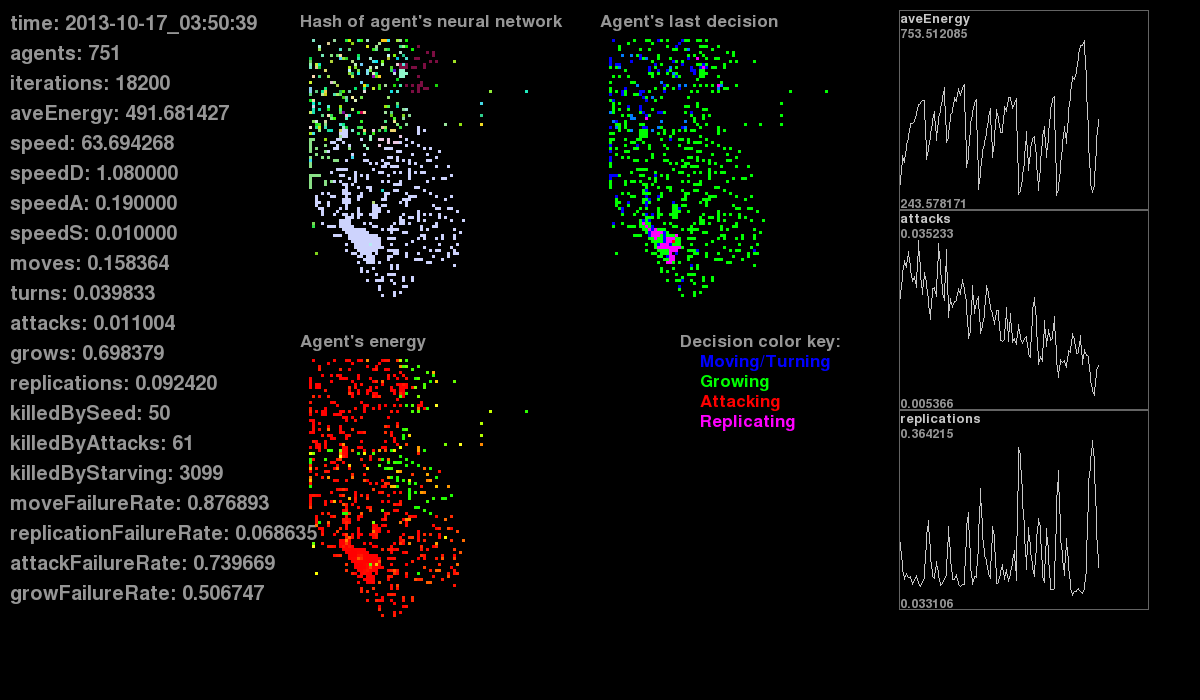 time: 2013-10-17_03:50:39
agents: 751
iterations: 18200
aveEnergy: 491.681427
speed: 63.694268
speedD: 1.080000
speedA: 0.190000
speedS: 0.010000
moves: 0.158364
turns: 0.039833
attacks: 0.011004
grows: 0.698379
replications: 0.092420
killedBySeed: 50
killedByAttacks: 61
killedByStarving: 3099
moveFailureRate: 0.876893
replicationFailureRate: 0.068635
attackFailureRate: 0.739669
growFailureRate: 0.506747
Hash of agent's neural network
Agent's last decision
Agent's energy
Decision color key:
Moving/Turning
Growing
Attacking
Replicating
aveEnergy
753.512085
243.578171
attacks
0.035233
0.005366
replications
0.364215
0.033106